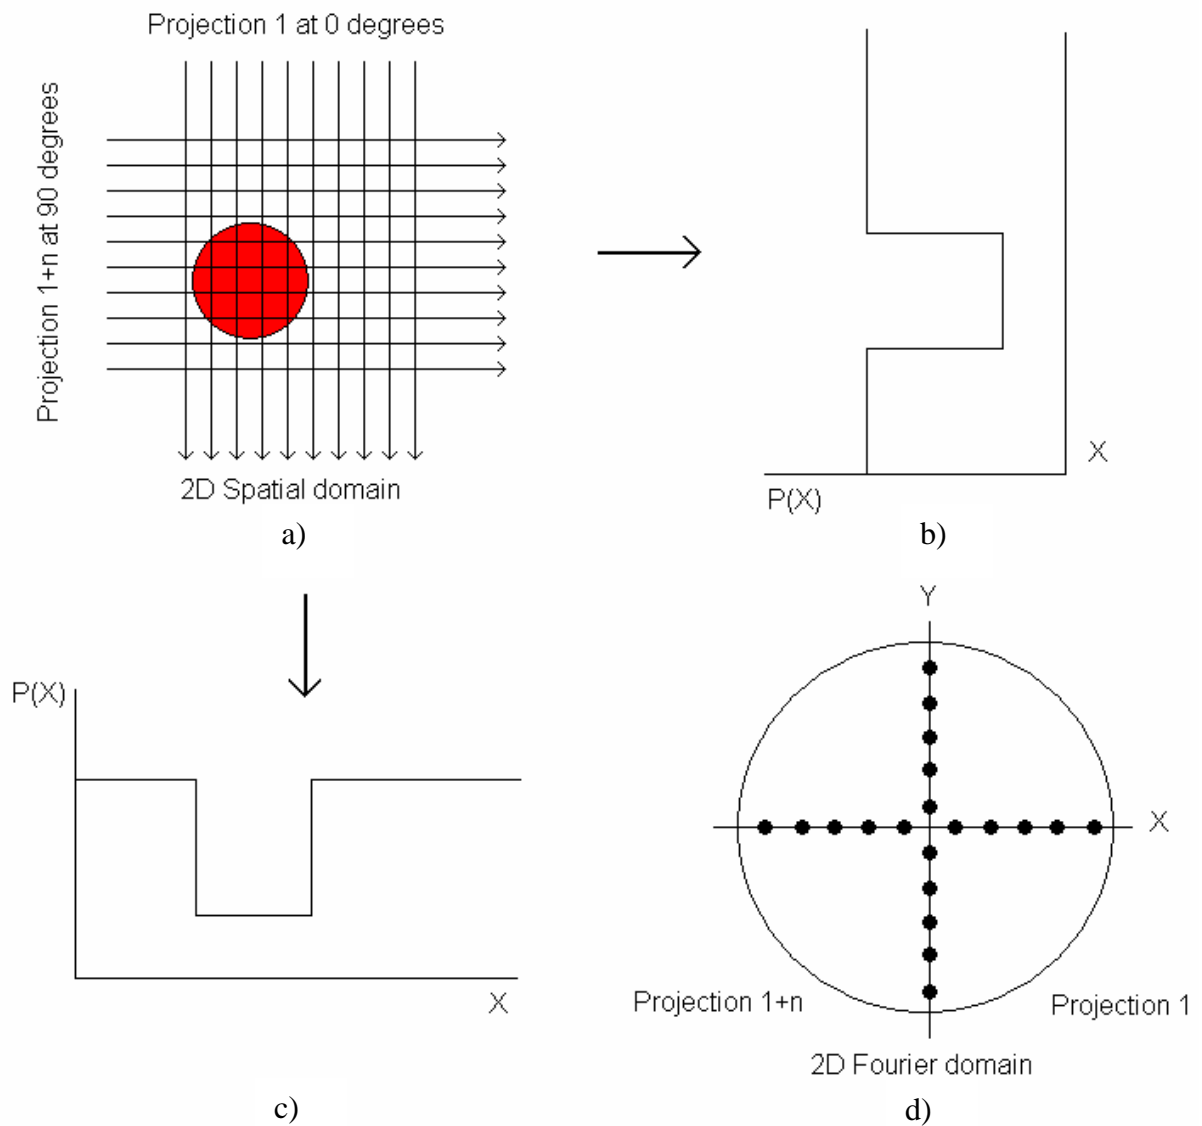 Projection 1 at 0 degrees
Projection 1+n at 90 degrees
2D Spatial domain
a)
X
P(X)
b)
P(X)
X
c)
Y
X
Projection 1+n
Projection 1
2D Fourier domain
d)